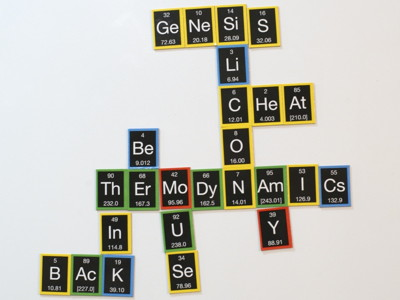 32 10 14 16
Ge Ne Si S
72.63 20.18 28.09 32.06
3
Li
6.94
6 2 85
C He At
12.01 4.003 [210.0]
4 8
Be O
9.012 16.00
90 68 42 66 7 95 53 55
Th Er Mo Dy N Am I Cs
232.0 167.3 95.96 162.5 14.01 [243.01] 126.9 132.9
49 92 39
In U Y
114.8 238.0 88.91
5 89 19 34
B Ac K Se
10.81 [227.0] 39.10 78.96